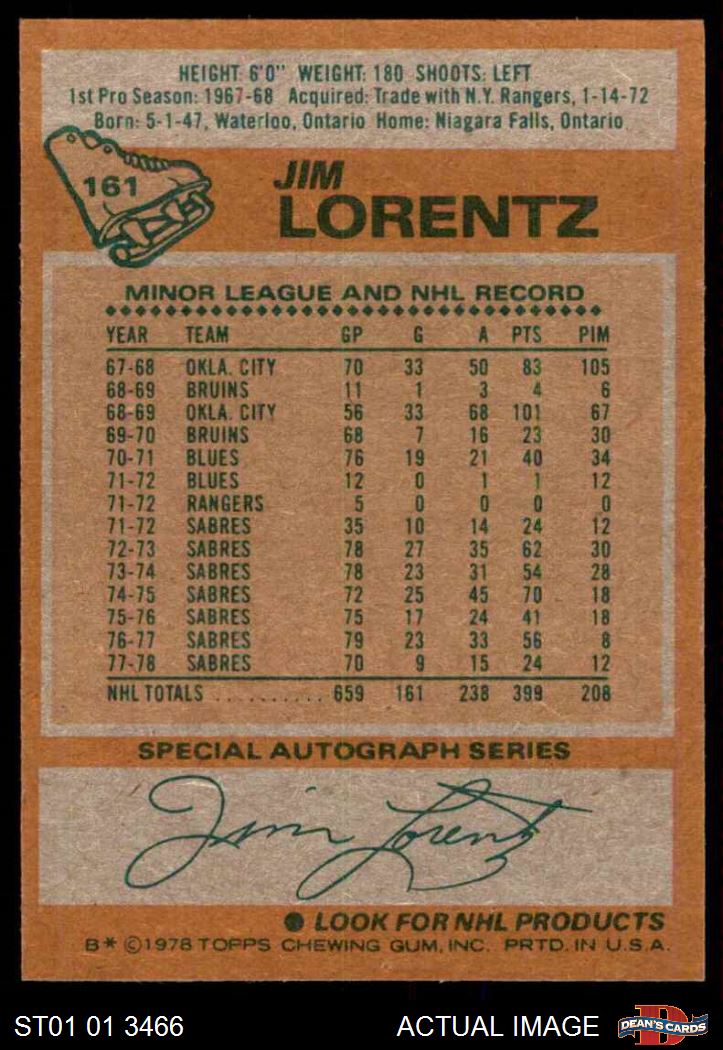 HEIGHT: 6'0" WEIGHT: 180 SHOOTS: LEFT
1st Pro Season: 1967-68 Acquired: Trade with N.Y. Rangers, 1-14-72
Born: 5-1-47, Waterloo, Ontario Home: Niagara Falls, Ontario
161
JIM
LORENTZ
MINOR LEAGUE AND NHL RECORD
YEAR TEAM GP G A PTS PIM
67-68 OKLA. CITY 70 33 50 83 105
68-69 BRUINS 11 1 3 4 6
68-69 OKLA. CITY 56 33 68 101 67
69-70 BRUINS 68 7 16 23 30
70-71 BLUES 76 19 21 40 34
71-72 BLUES 12 0 1 1 12
71-72 RANGERS 5 0 0 0 0
71-72 SABRES 35 10 14 24 12
72-73 SABRES 78 27 35 62 30
73-74 SABRES 78 23 31 54 28
74-75 SABRES 72 25 45 70 18
75-76 SABRES 75 17 24 41 18
76-77 SABRES 79 23 33 56 8
77-78 SABRES 70 9 15 24 12
NHL TOTALS .......... 659 161 238 399 208
SPECIAL AUTOGRAPH SERIES
Jim Lorentz
● LOOK FOR NHL PRODUCTS
B* ©1978 TOPPS CHEWING GUM, INC. PRTD. IN U.S.A.
ST01 01 3466 ACTUAL IMAGE DEAN'S CARDS